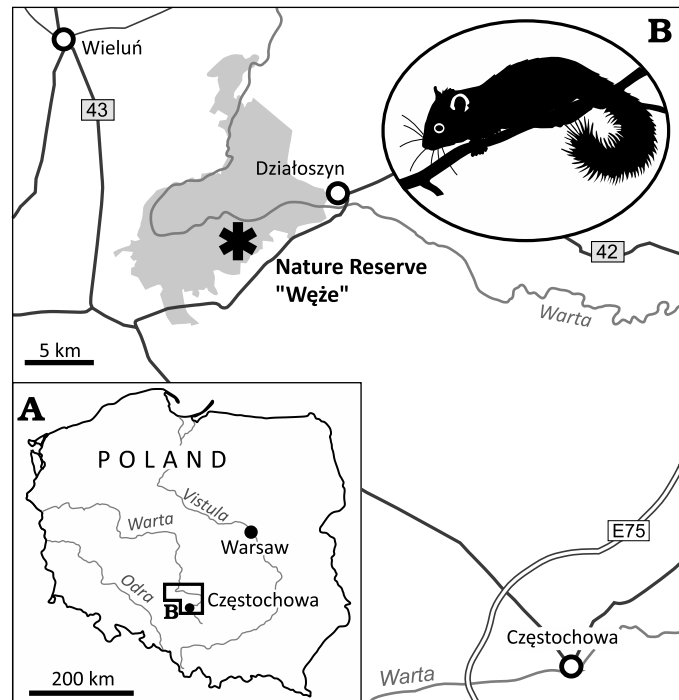 B
Wieluń
43
Działoszyn
42
Nature Reserve
"Węże"
Warta
5 km
A
POLAND
Vistula
Warta
Warsaw
Odra
B
Częstochowa
200 km
E75
Częstochowa
Warta